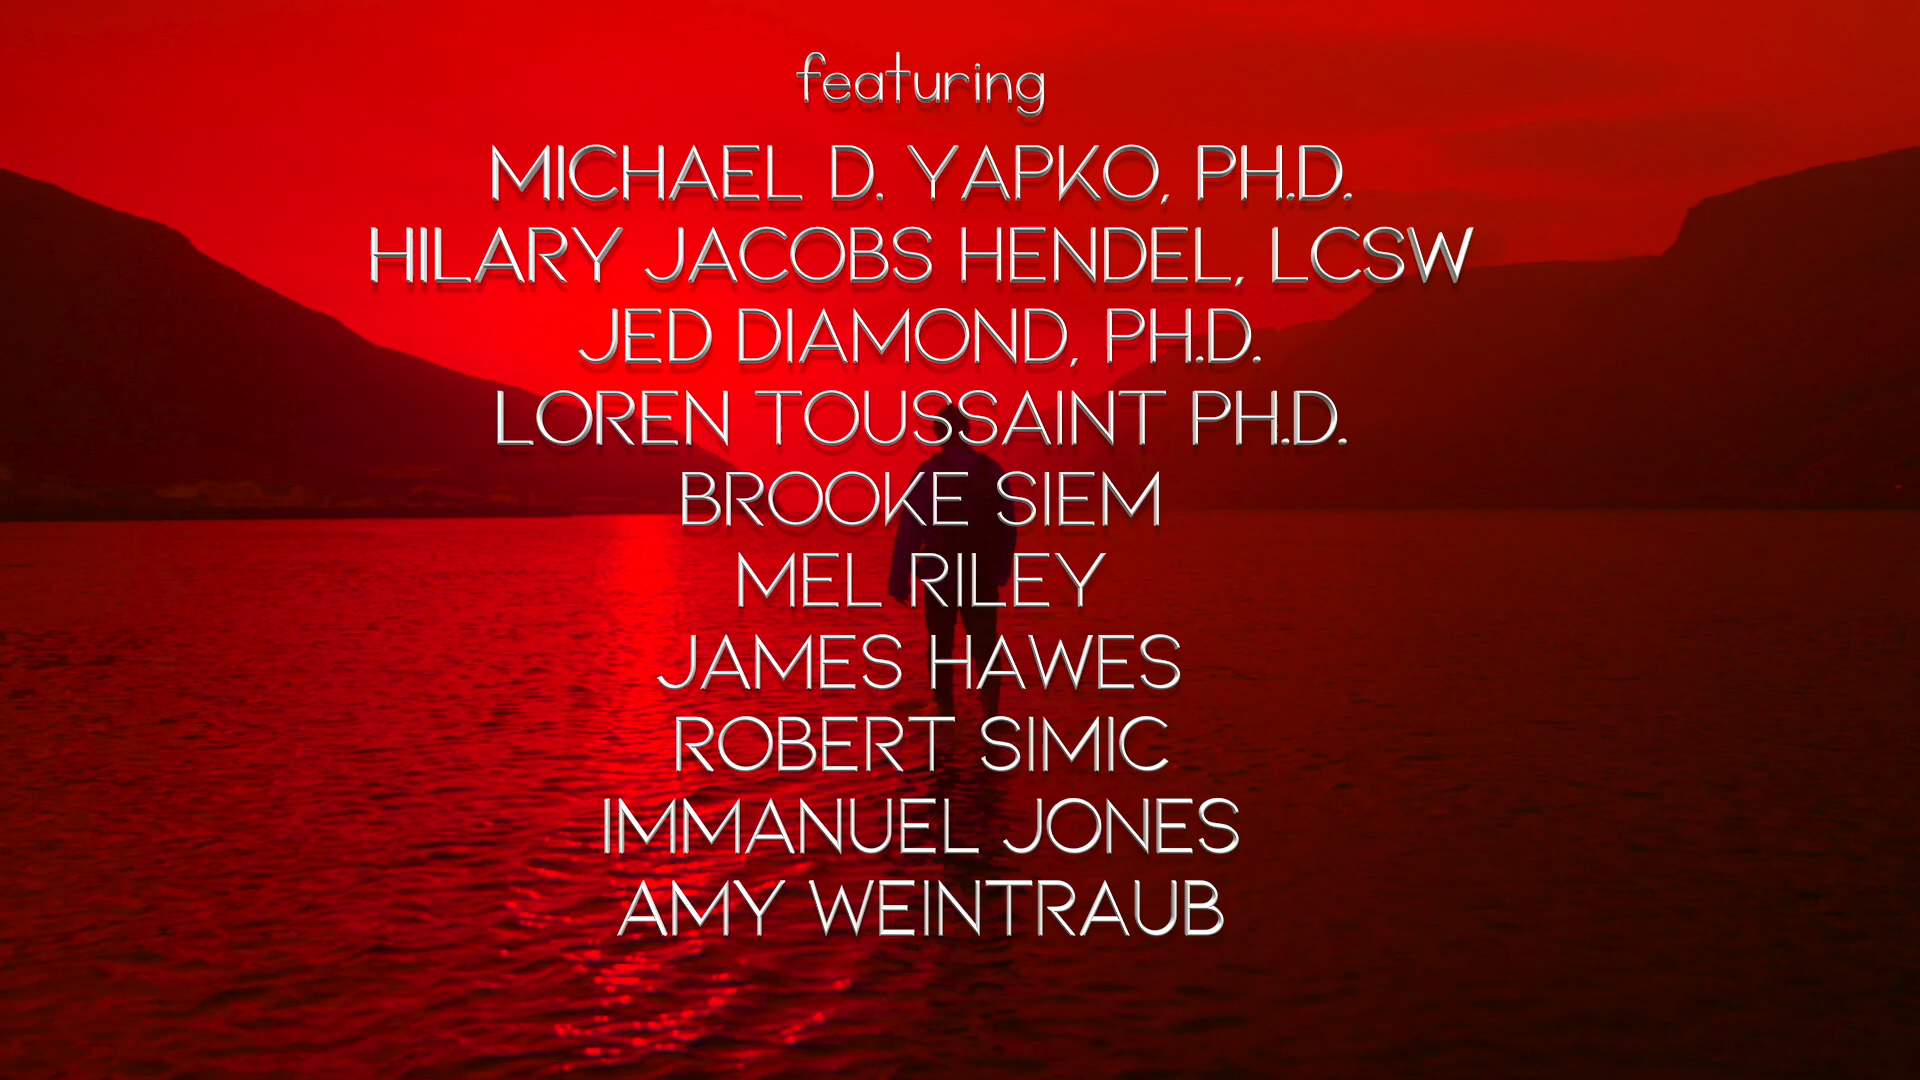 featuring
MICHAEL D. YAPKO, PH.D.
HILARY JACOBS HENDEL, LCSW
JED DIAMOND, PH.D.
LOREN TOUSSAINT PH.D.
BROOKE SIEM
MEL RILEY
JAMES HAWES
ROBERT SIMIC
IMMANUEL JONES
AMY WEINTRAUB